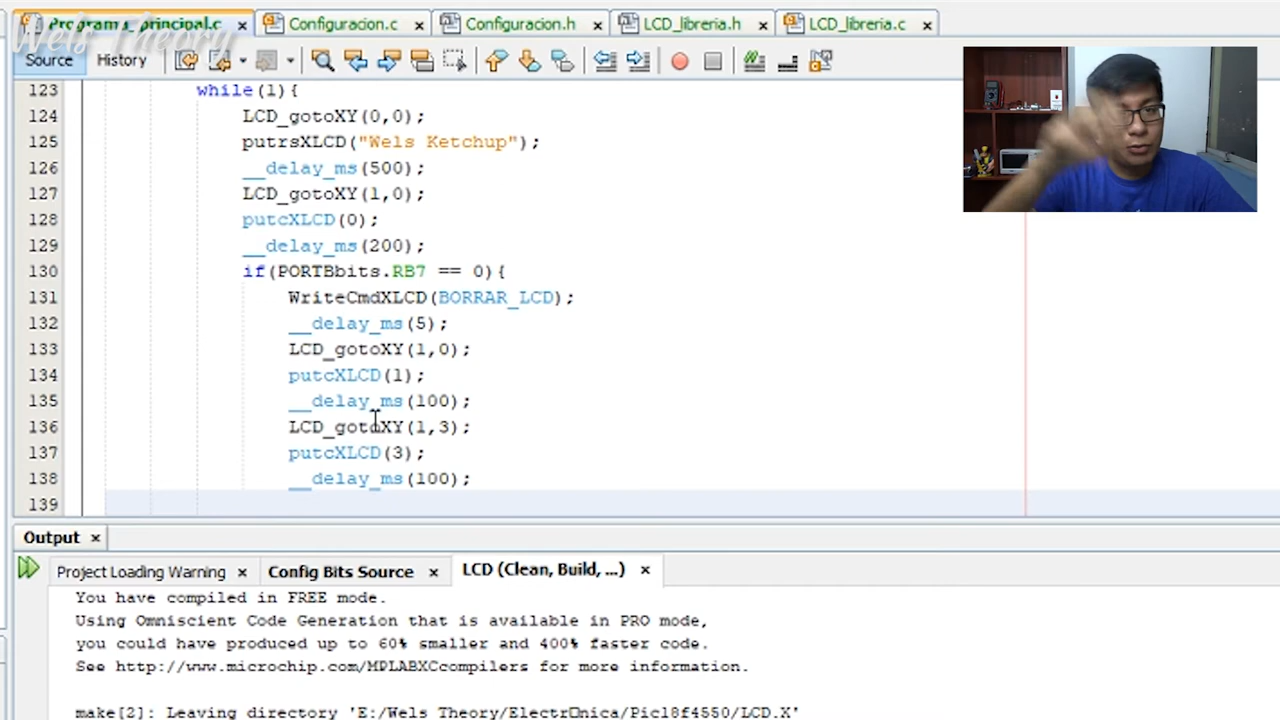 Programa_principal.c × Configuracion.c × Configuracion.h × LCD_libreria.h × LCD_libreria.c ×
Wels Theory
Source History
123 while(1){
124 LCD_gotoXY(0,0);
125 putrsXLCD("Wels Ketchup");
126 __delay_ms(500);
127 LCD_gotoXY(1,0);
128 putcXLCD(0);
129 __delay_ms(200);
130 if(PORTBbits.RB7 == 0){
131 WriteCmdXLCD(BORRAR_LCD);
132 __delay_ms(5);
133 LCD_gotoXY(1,0);
134 putcXLCD(1);
135 __delay_ms(100);
136 LCD_gotoXY(1,3);
137 putcXLCD(3);
138 __delay_ms(100);
139
Output ×
Project Loading Warning × Config Bits Source × LCD (Clean, Build, ...) ×
You have compiled in FREE mode.
Using Omniscient Code Generation that is available in PRO mode,
you could have produced up to 60% smaller and 400% faster code.
See http://www.microchip.com/MPLABXCcompilers for more information.
make[2]: Leaving directory 'E:/Wels Theory/Electr□nica/Pic18f4550/LCD.X'